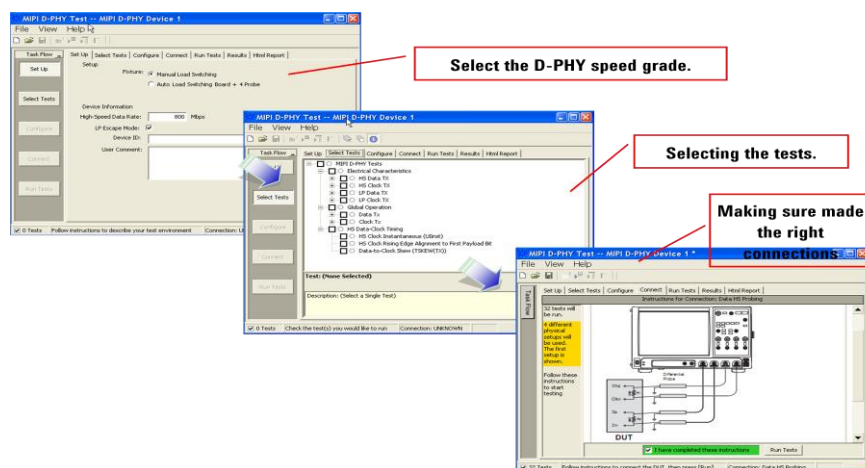 MIPI D-PHY Test -- MIPI D-PHY Device 1
File View Help
Task Flow
Set Up Select Tests Configure Connect Run Tests Results Html Report
Set Up
Select Tests
Configure
Connect
Run Tests
Setup
Fixture: Manual Load Switching
Auto Load Switching Board + 4 Probe
Device Information
High-Speed Data Rate: 800 Mbps
LP Escape Mode:
Device ID:
User Comment:
0 Tests Follow instructions to describe your test environment Connection:
Select the D-PHY speed grade.
MIPI D-PHY Test -- MIPI D-PHY Device 1
File View Help
Task Flow
Set Up Select Tests Configure Connect Run Tests Results Html Report
Select Tests
Configure
Connect
Run Tests
MIPI D-PHY Tests
Electrical Characteristics
HS Data TX
HS Clock TX
LP Data TX
LP Clock TX
Global Operation
Data Tx
Clock Tx
HS Data-Clock Timing
HS Clock Instantaneous (UIinst)
HS Clock Rising Edge Alignment to First Payload Bit
Data-to-Clock Skew (TSKEW(TX))
Test: (None Selected)
Description: (Select a Single Test)
0 Tests Check the test(s) you would like to run Connection: UNKNOWN
Selecting the tests.
Making sure made
the right
connections
MIPI D-PHY Test -- MIPI D-PHY Device 1 *
File View Help
Task Flow
Set Up Select Tests Configure Connect Run Tests Results Html Report
Instructions for Connection: Data HS Probing
32 tests will
be run.
4 different
physical
setups will
be used.
The first
setup is
shown.
Follow these
instructions
to start
testing
Differential
Probe
DUT
I have completed these instructions
Run Tests
32 Tests Follow instructions to connect the DUT, then press [Run] Connection: Data HS Probing